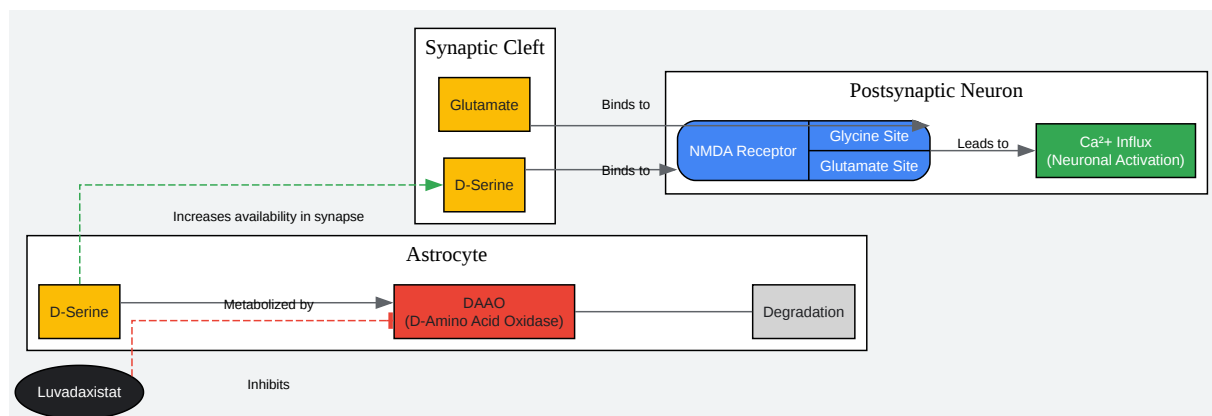 Synaptic Cleft
Glutamate
Binds to
Postsynaptic Neuron
NMDA Receptor
Glycine Site
Glutamate Site
Leads to
Ca²+ Influx
(Neuronal Activation)
D-Serine
Binds to
Increases availability in synapse
Astrocyte
D-Serine
Metabolized by
DAAO
(D-Amino Acid Oxidase)
Degradation
Luvadaxistat
Inhibits